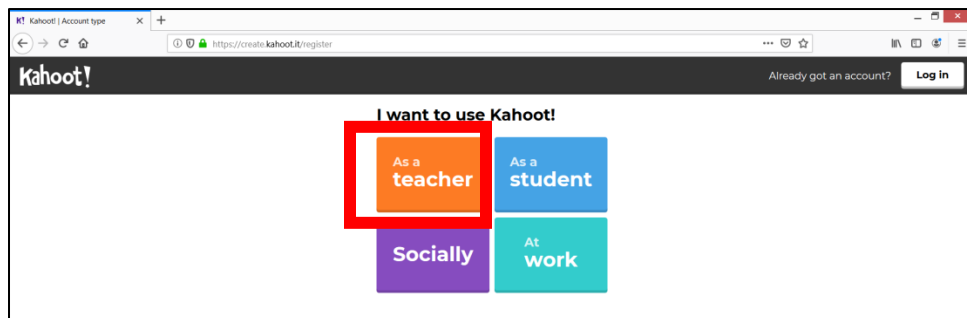 K! Kahoot! | Account type
https://create.kahoot.it/register
Kahoot!
Already got an account?
Log in
I want to use Kahoot!
As a
teacher
As a
student
Socially
At
work